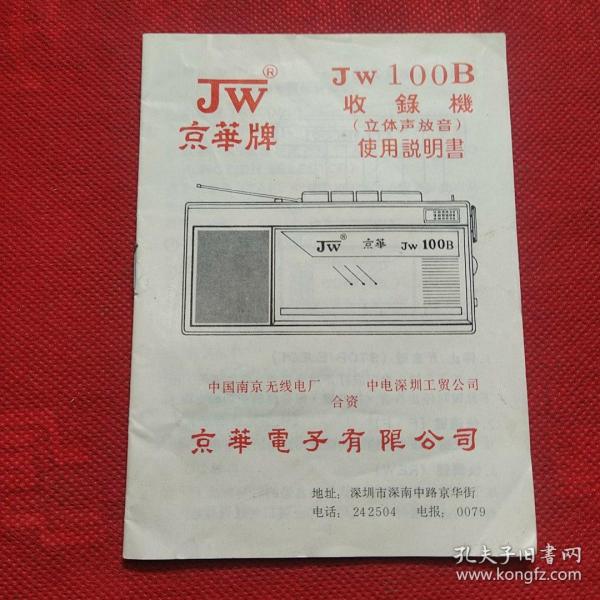 JW®
京華牌
JW 100B
收錄機
(立体声放音)
使用説明書
JW® 京華 JW 100B
中国南京无线电厂 中电深圳工贸公司
合资
京華電子有限公司
地址: 深圳市深南中路京华街
电话: 242504 电报: 0079
孔夫子旧书网
www.kongfz.com